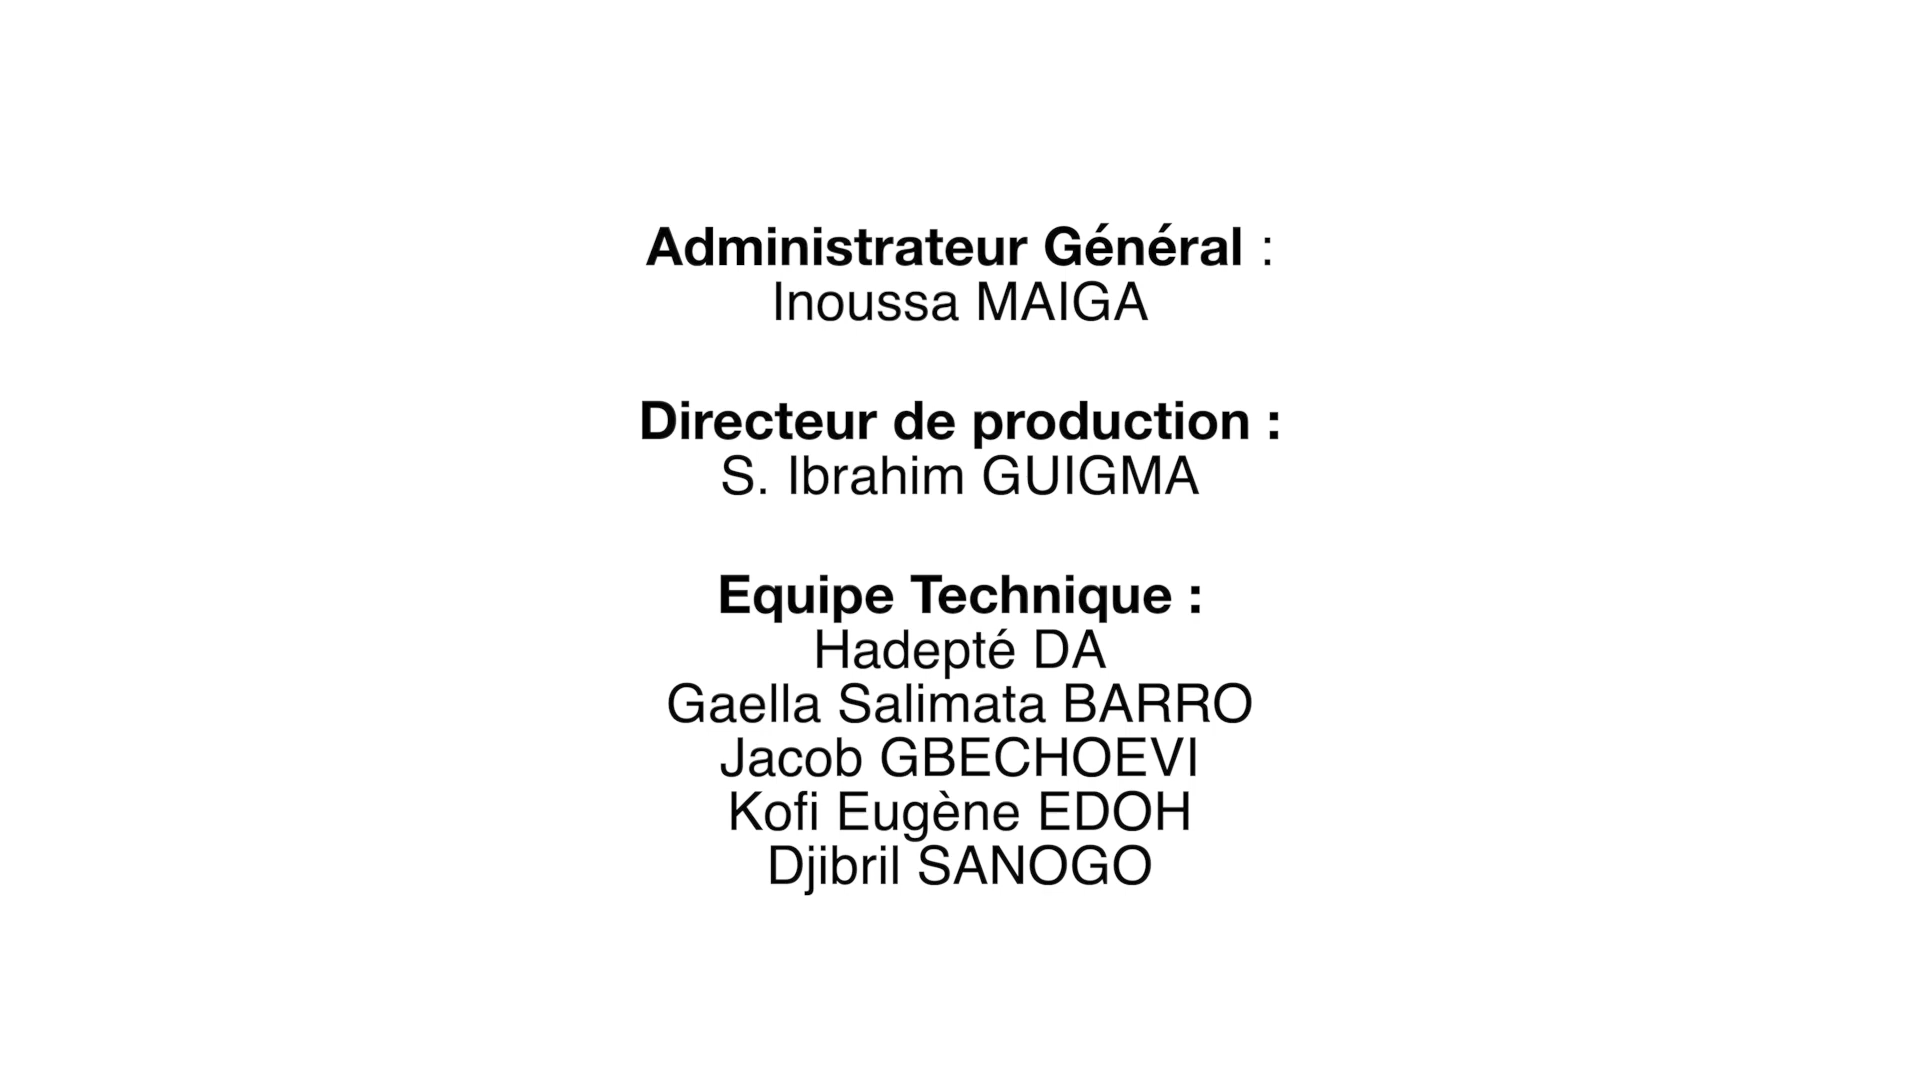 Administrateur Général :
Inoussa MAIGA
Directeur de production :
S. Ibrahim GUIGMA
Equipe Technique :
Hadepté DA
Gaella Salimata BARRO
Jacob GBECHOEVI
Kofi Eugène EDOH
Djibril SANOGO